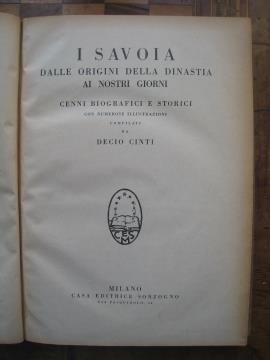 I SAVOIA
DALLE ORIGINI DELLA DINASTIA
AI NOSTRI GIORNI
CENNI BIOGRAFICI E STORICI
CON NUMEROSE ILLUSTRAZIONI
COMPILATI
DA
DECIO CINTI
MILANO
CASA EDITRICE SONZOGNO